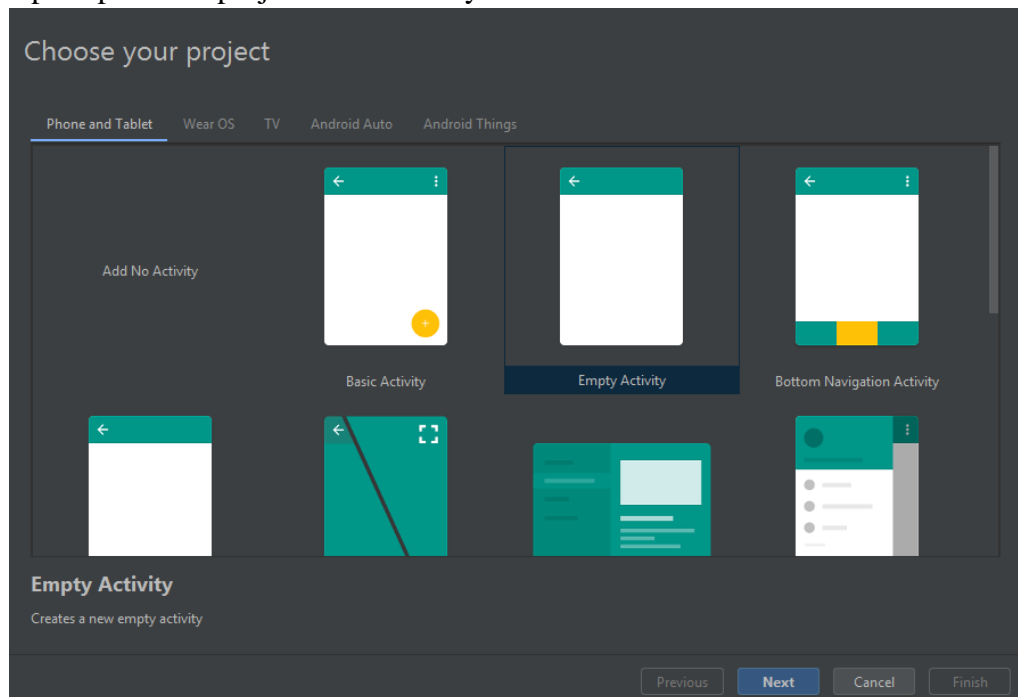 Choose your project
Phone and Tablet Wear OS TV Android Auto Android Things
Add No Activity
Basic Activity
Empty Activity
Bottom Navigation Activity
Empty Activity
Creates a new empty activity
Previous Next Cancel Finish